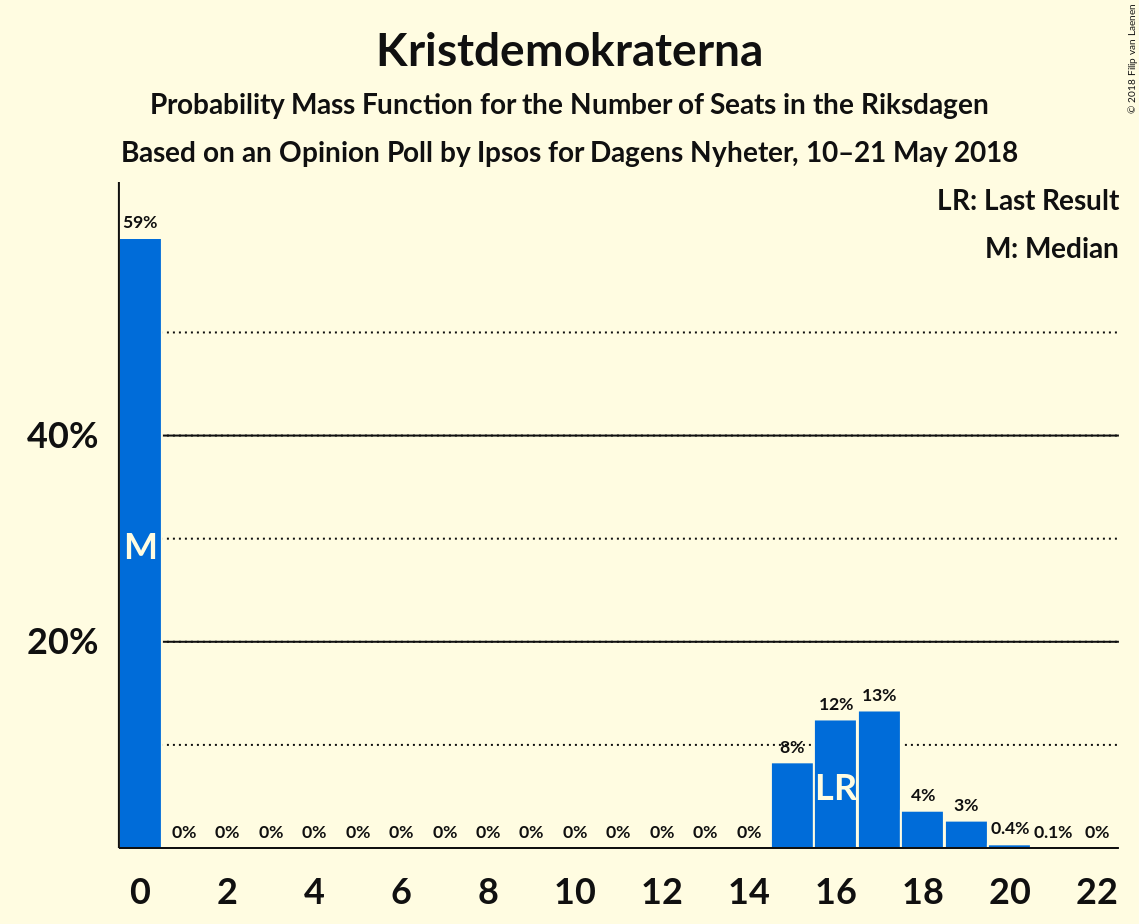 Kristdemokraterna
Probability Mass Function for the Number of Seats in the Riksdagen
Based on an Opinion Poll by Ipsos for Dagens Nyheter, 10–21 May 2018
© 2018 Filip van Laenen
LR: Last Result
M: Median
59%
40%
M
20%
13%
12%
8%
LR
4%
3%
0% 0% 0% 0% 0% 0% 0% 0% 0% 0% 0% 0% 0% 0% 0.4% 0.1% 0%
0 2 4 6 8 10 12 14 16 18 20 22